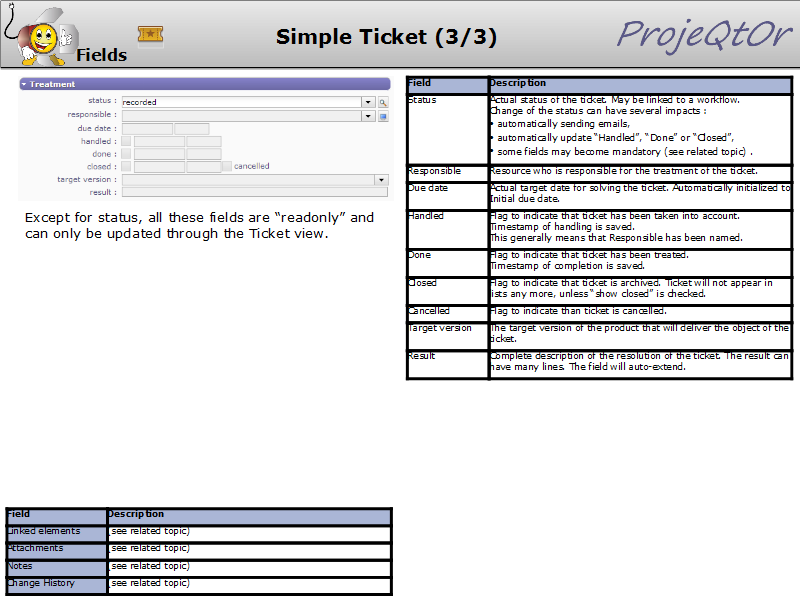 Fields
Simple Ticket (3/3)
ProjeQtOr
Treatment
status : recorded
responsible :
due date :
handled :
done :
closed : cancelled
target version :
result :
Except for status, all these fields are “readonly” and
can only be updated through the Ticket view.
Field Description
Status Actual status of the ticket. May be linked to a workflow.
Change of the status can have several impacts :
• automatically sending emails,
• automatically update “Handled”, “Done” or “Closed”,
• some fields may become mandatory (see related topic) .
Responsible Resource who is responsible for the treatment of the ticket.
Due date Actual target date for solving the ticket. Automatically initialized to
Initial due date.
Handled Flag to indicate that ticket has been taken into account.
Timestamp of handling is saved.
This generally means that Responsible has been named.
Done Flag to indicate that ticket has been treated.
Timestamp of completion is saved.
Closed Flag to indicate that ticket is archived. Ticket will not appear in
lists any more, unless “show closed” is checked.
Cancelled Flag to indicate than ticket is cancelled.
Target version The target version of the product that will deliver the object of the
ticket.
Result Complete description of the resolution of the ticket. The result can
have many lines. The field will auto-extend.
Field Description
Linked elements (see related topic)
Attachments (see related topic)
Notes (see related topic)
Change History (see related topic)